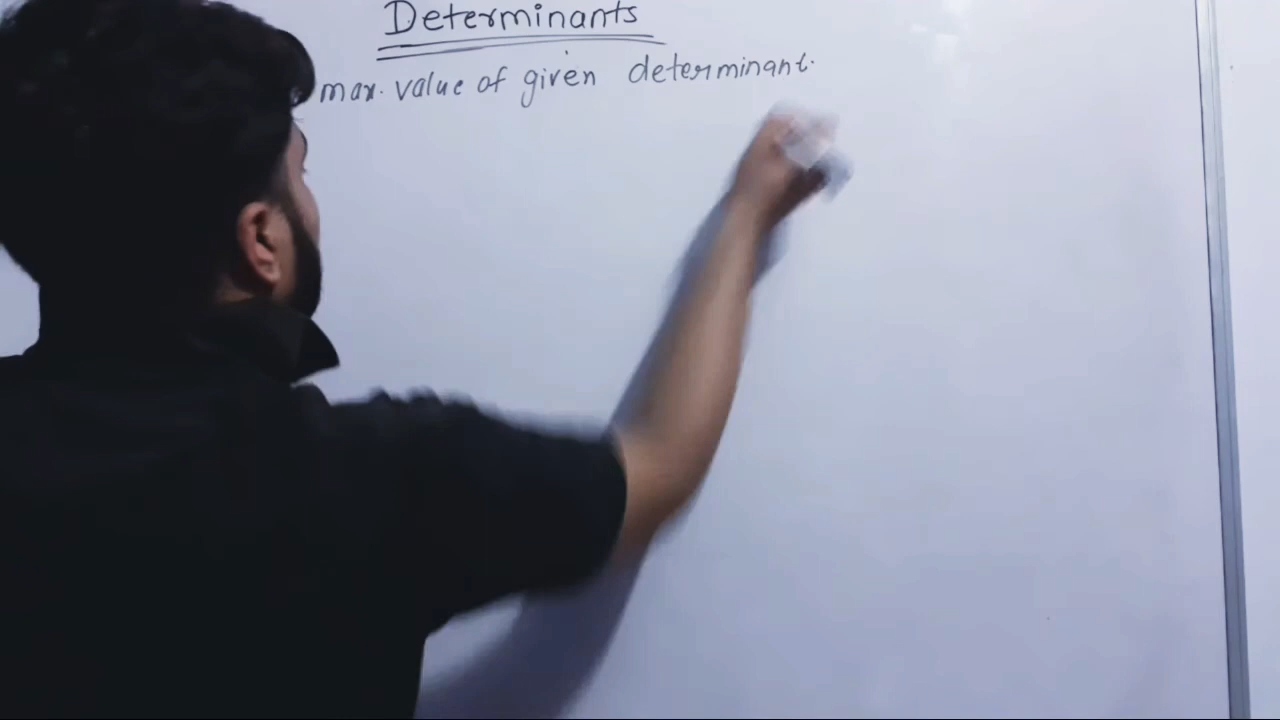 Determinants
max. value of given determinant.